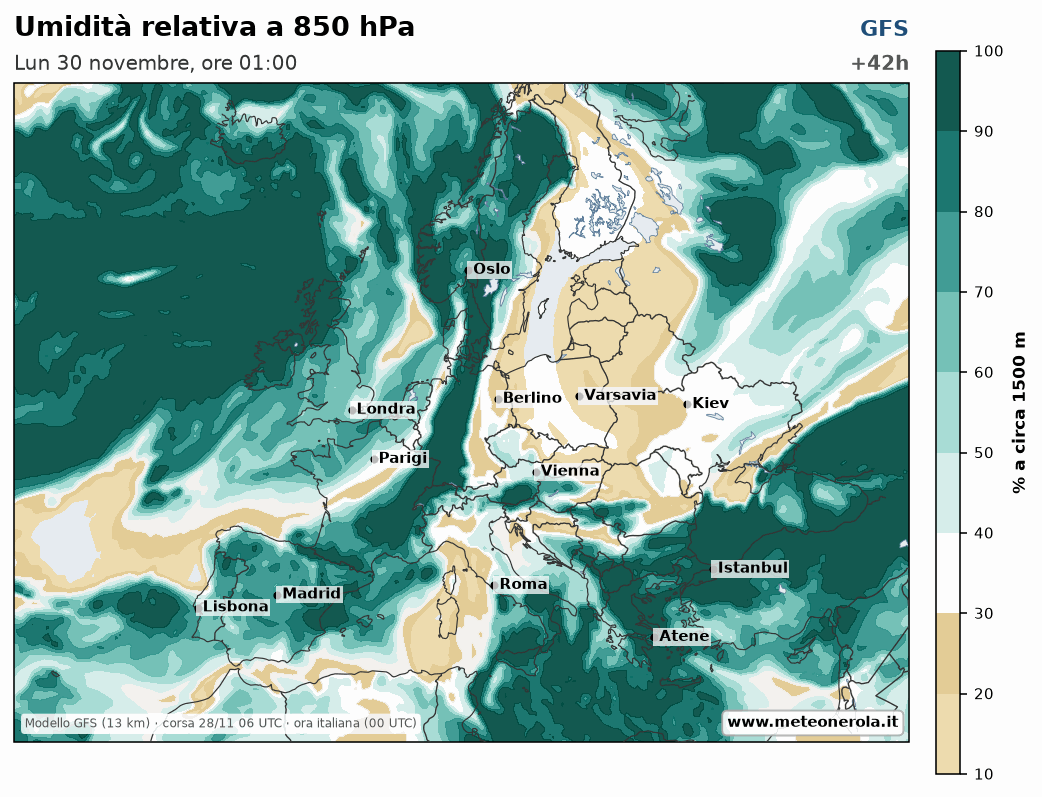 Umidità relativa a 850 hPa
GFS
Lun 30 novembre, ore 01:00
+42h
100
90
80
70
60
50
40
30
20
10
% a circa 1500 m
Oslo
Londra
Berlino
Varsavia
Kiev
Parigi
Vienna
Istanbul
Madrid
Roma
Lisbona
Atene
Modello GFS (13 km) · corsa 28/11 06 UTC · ora italiana (00 UTC)
www.meteonerola.it